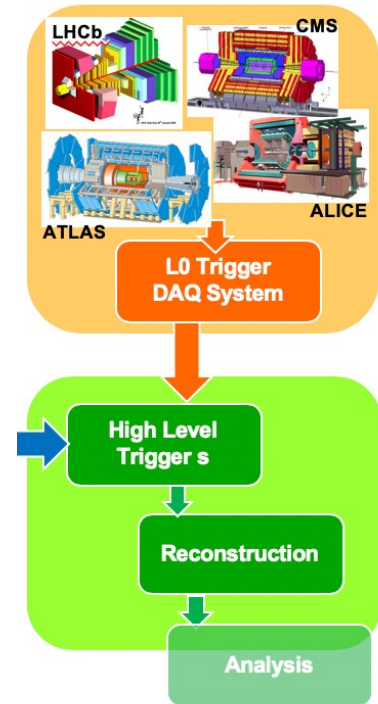 LHCb
CMS
ATLAS
ALICE
L0 Trigger
DAQ System
High Level
Trigger s
Reconstruction
Analysis